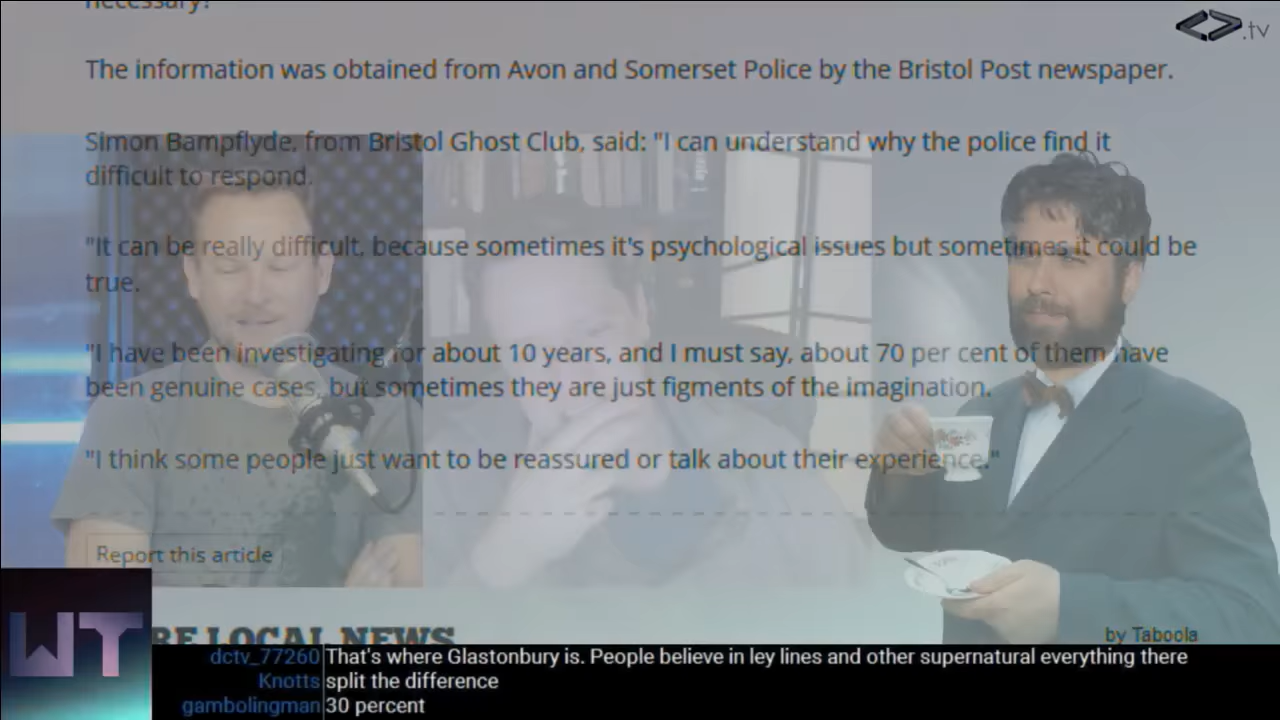 necessary?
.tv
The information was obtained from Avon and Somerset Police by the Bristol Post newspaper.
Simon Bampflyde, from Bristol Ghost Club, said: "I can understand why the police find it
difficult to respond.
"It can be really difficult, because sometimes it's psychological issues but sometimes it could be
true.
"I have been investigating for about 10 years, and I must say, about 70 per cent of them have
been genuine cases, but sometimes they are just figments of the imagination.
"I think some people just want to be reassured or talk about their experience."
Report this article
RE LOCAL NEWS
by Taboola
WT
dctv_77260 That's where Glastonbury is. People believe in ley lines and other supernatural everything there
Knotts split the difference
gambolingman 30 percent